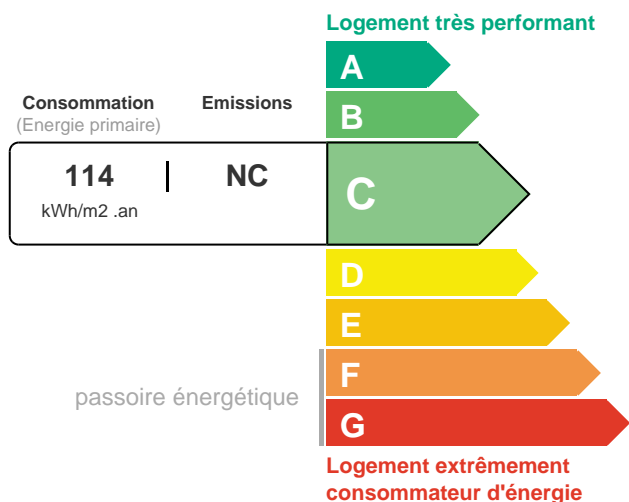 Logement très performant
A
Consommation Emissions
(Energie primaire)
B
114 | NC
kWh/m2 .an
C
D
E
F
passoire énergétique
G
Logement extrêmement
consommateur d'énergie